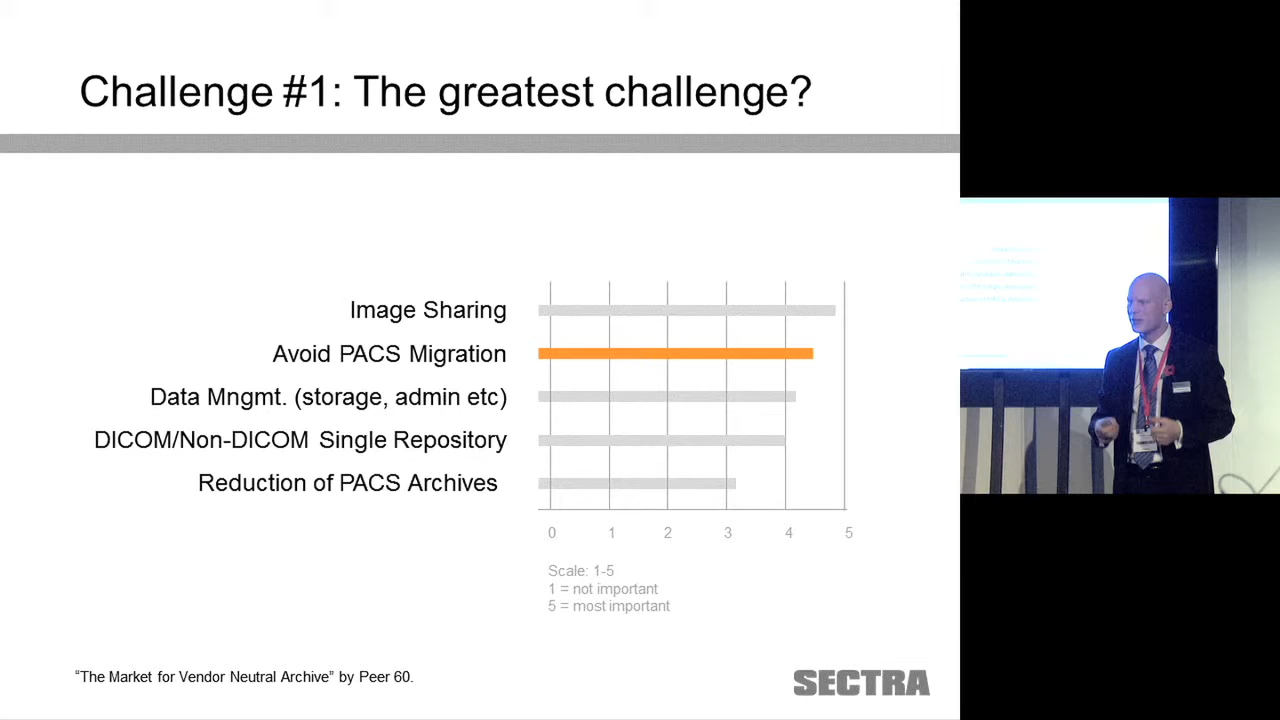 Challenge #1: The greatest challenge?
Image Sharing
Avoid PACS Migration
Data Mngmt. (storage, admin etc)
DICOM/Non-DICOM Single Repository
Reduction of PACS Archives
0 1 2 3 4 5
Scale: 1-5
1 = not important
5 = most important
“The Market for Vendor Neutral Archive” by Peer 60.
SECTRA